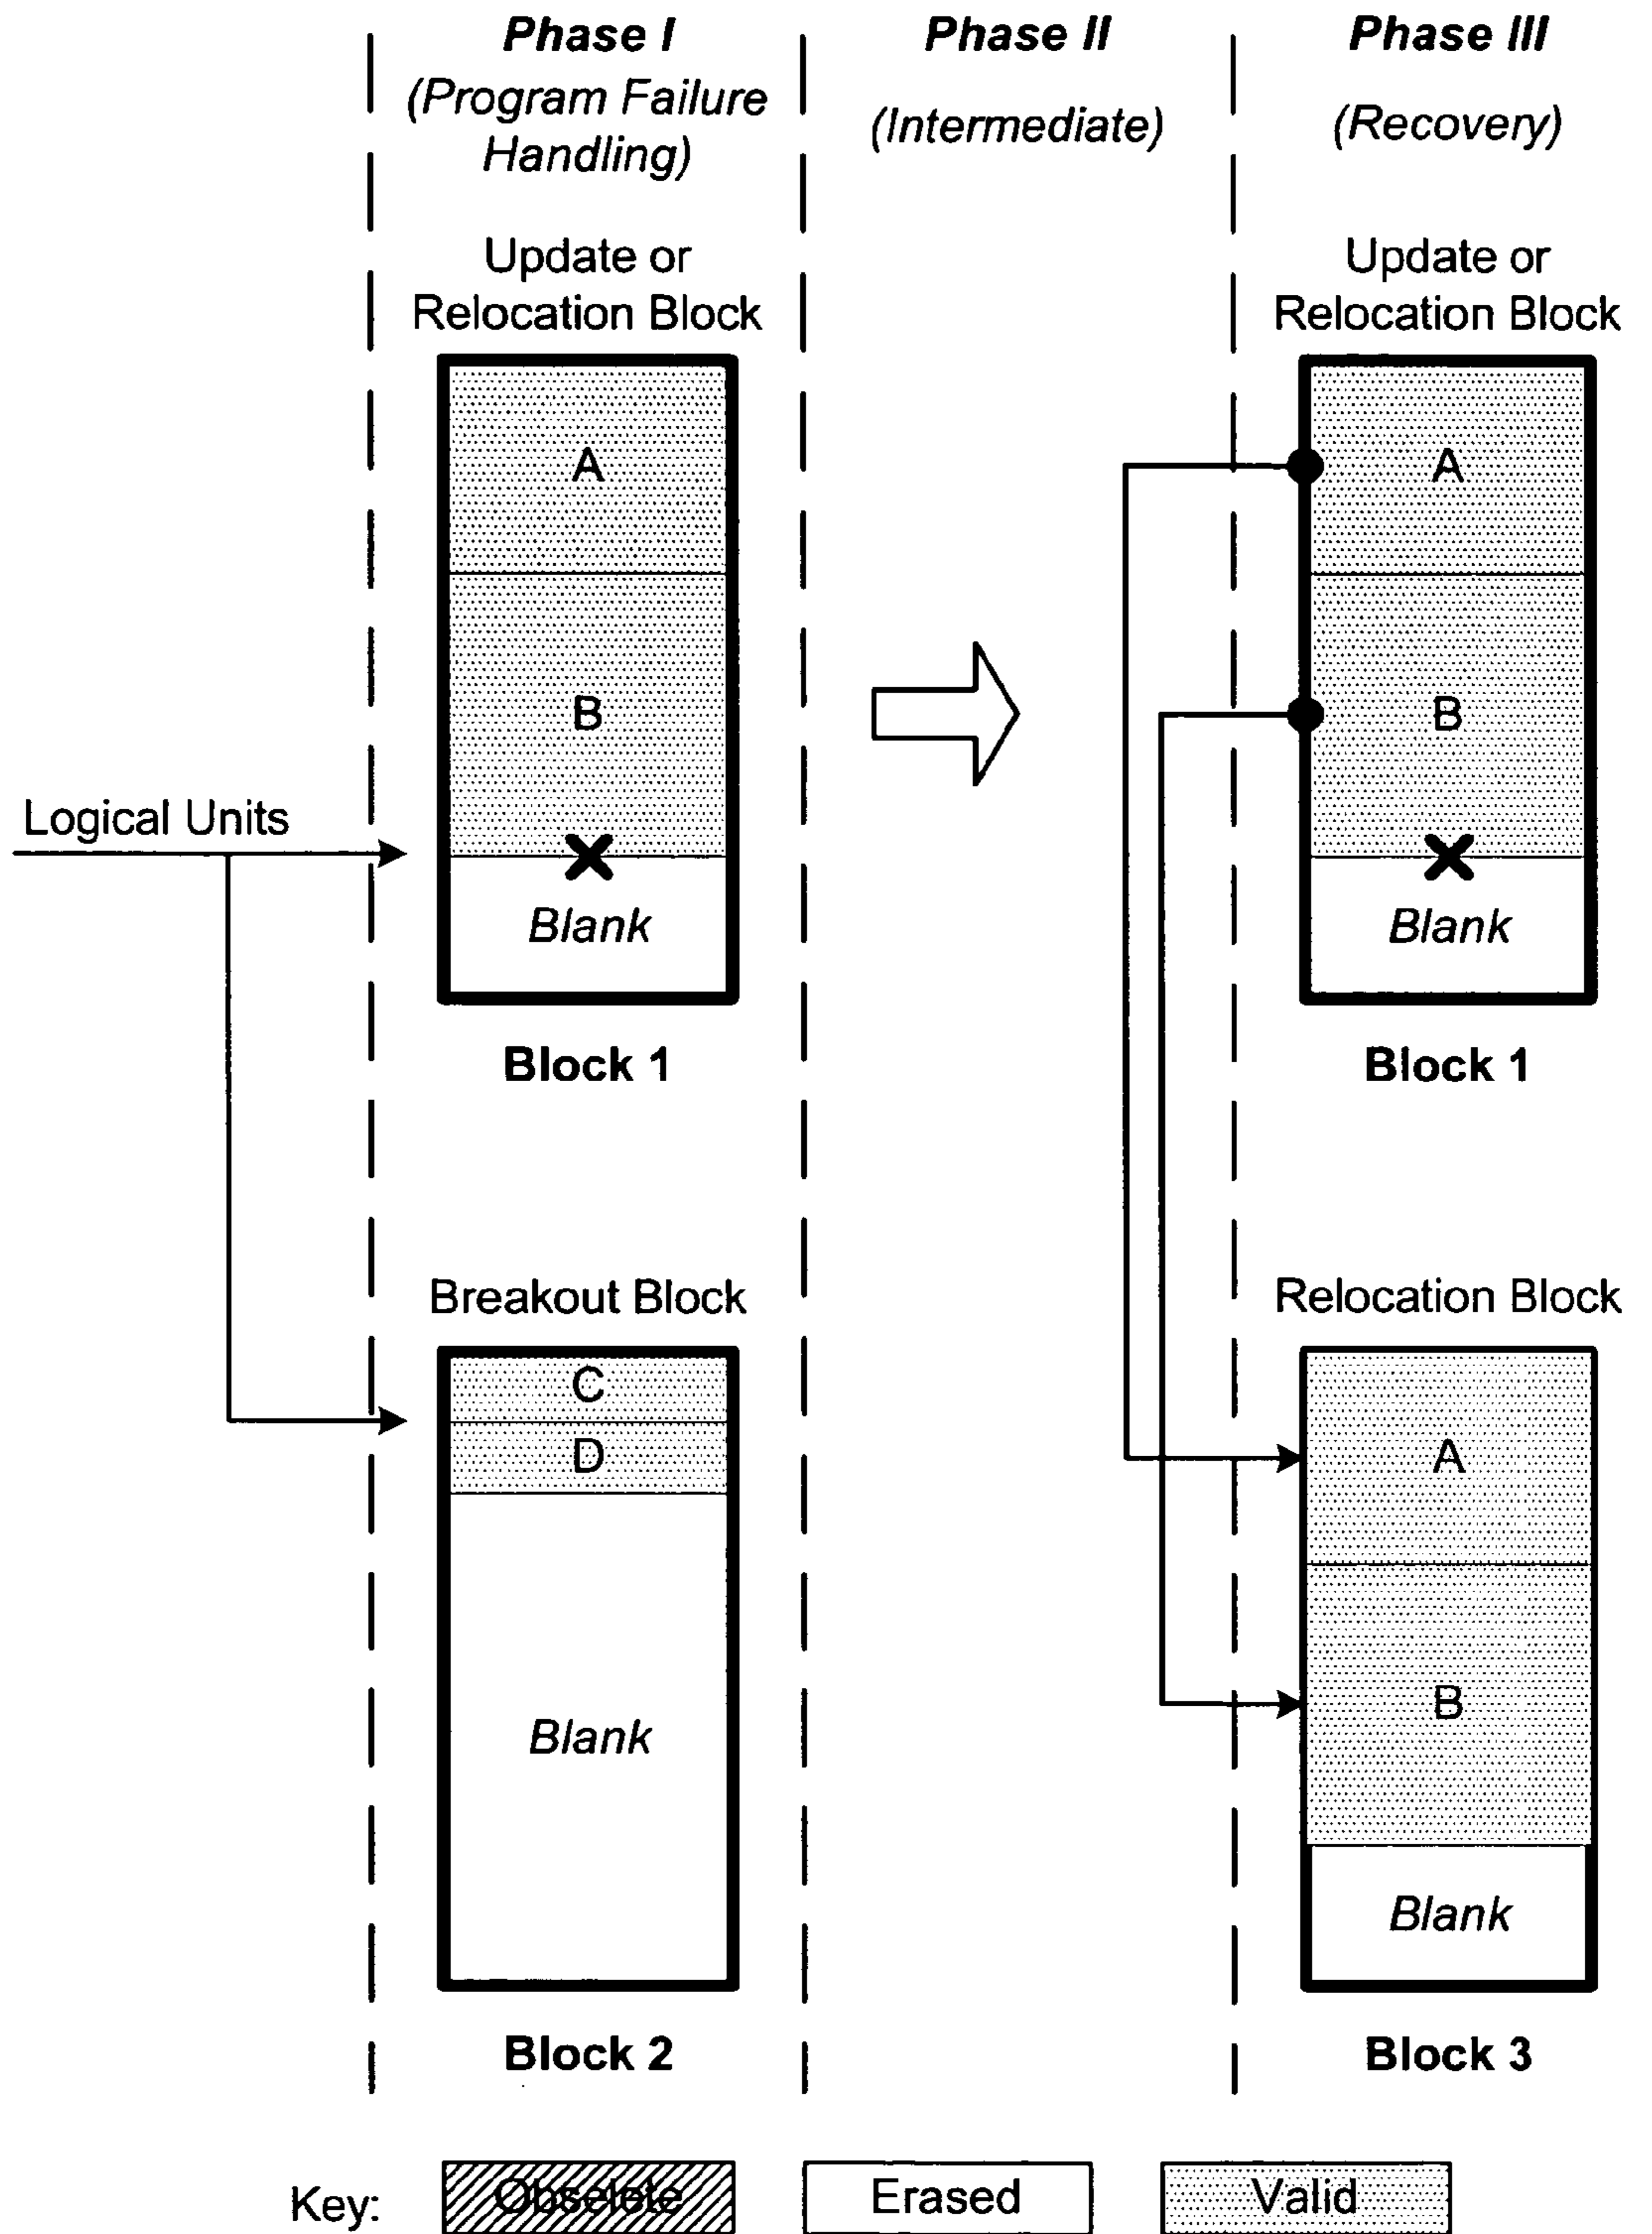 Phase I
(Program Failure
Handling)
Phase II
(Intermediate)
Phase III
(Recovery)
Update or
Relocation Block
Update or
Relocation Block
A
A
B
B
Logical Units
Blank
Blank
Block 1
Block 1
Breakout Block
Relocation Block
C
D
A
B
Blank
Blank
Block 2
Block 3
Key:
Obselete
Erased
Valid